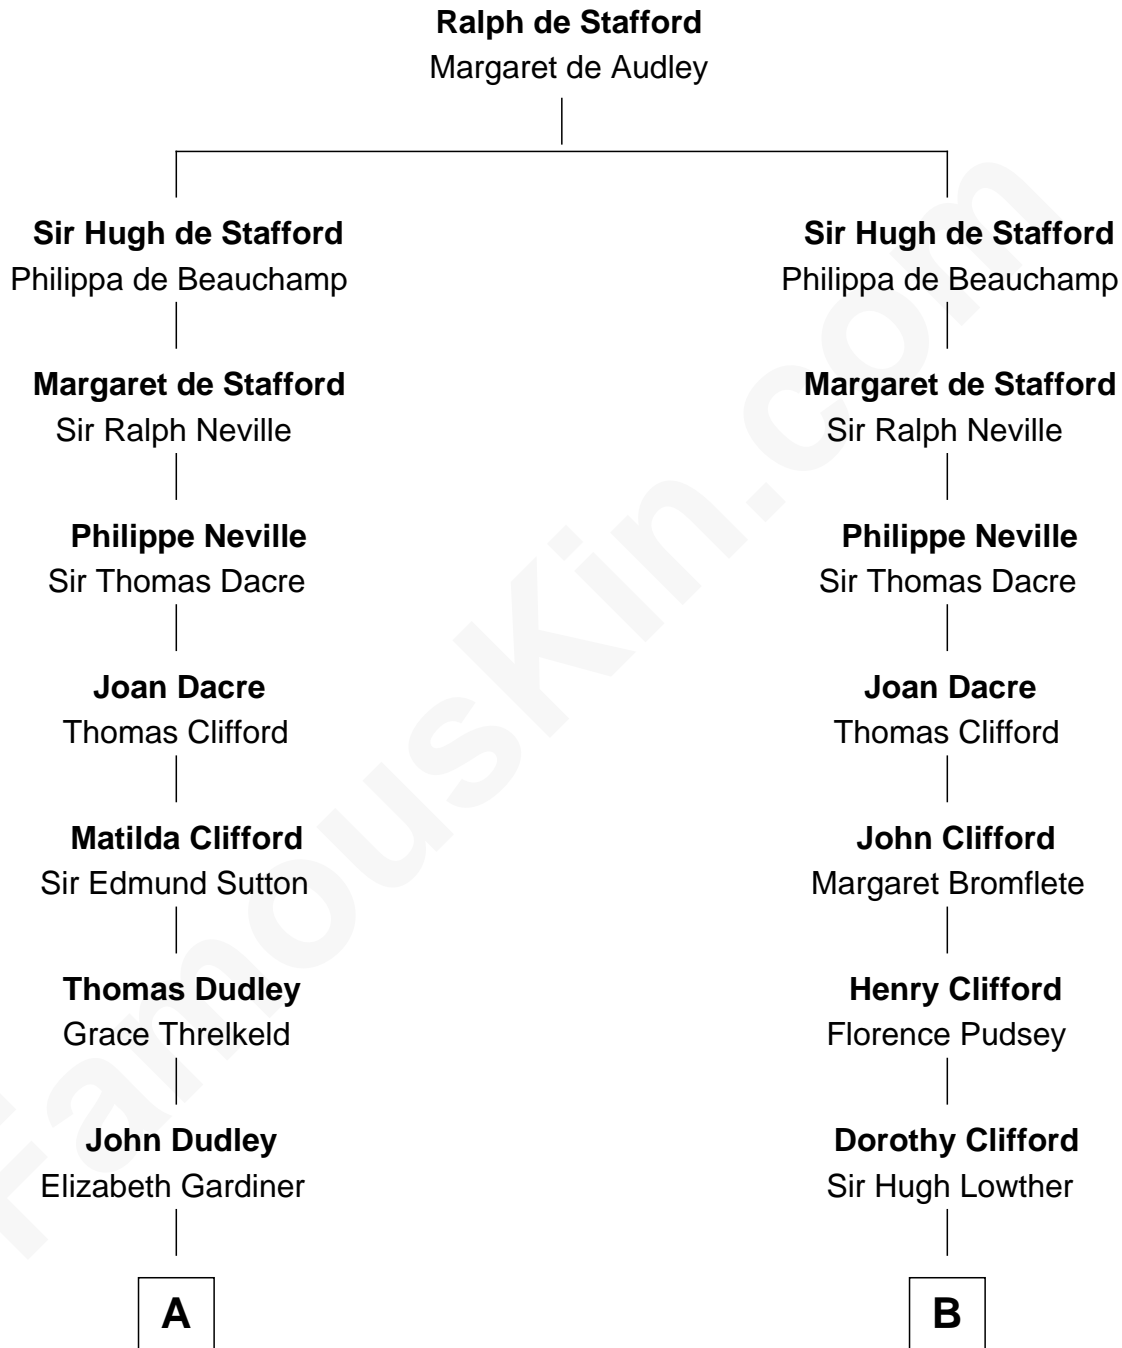 Ralph de Stafford
Margaret de Audley
Sir Hugh de Stafford
Philippa de Beauchamp
Margaret de Stafford
Sir Ralph Neville
Philippe Neville
Sir Thomas Dacre
Joan Dacre
Thomas Clifford
Matilda Clifford
Sir Edmund Sutton
Thomas Dudley
Grace Threlkeld
John Dudley
Elizabeth Gardiner
A
Sir Hugh de Stafford
Philippa de Beauchamp
Margaret de Stafford
Sir Ralph Neville
Philippe Neville
Sir Thomas Dacre
Joan Dacre
Thomas Clifford
John Clifford
Margaret Bromflete
Henry Clifford
Florence Pudsey
Dorothy Clifford
Sir Hugh Lowther
B
FamousKin.com